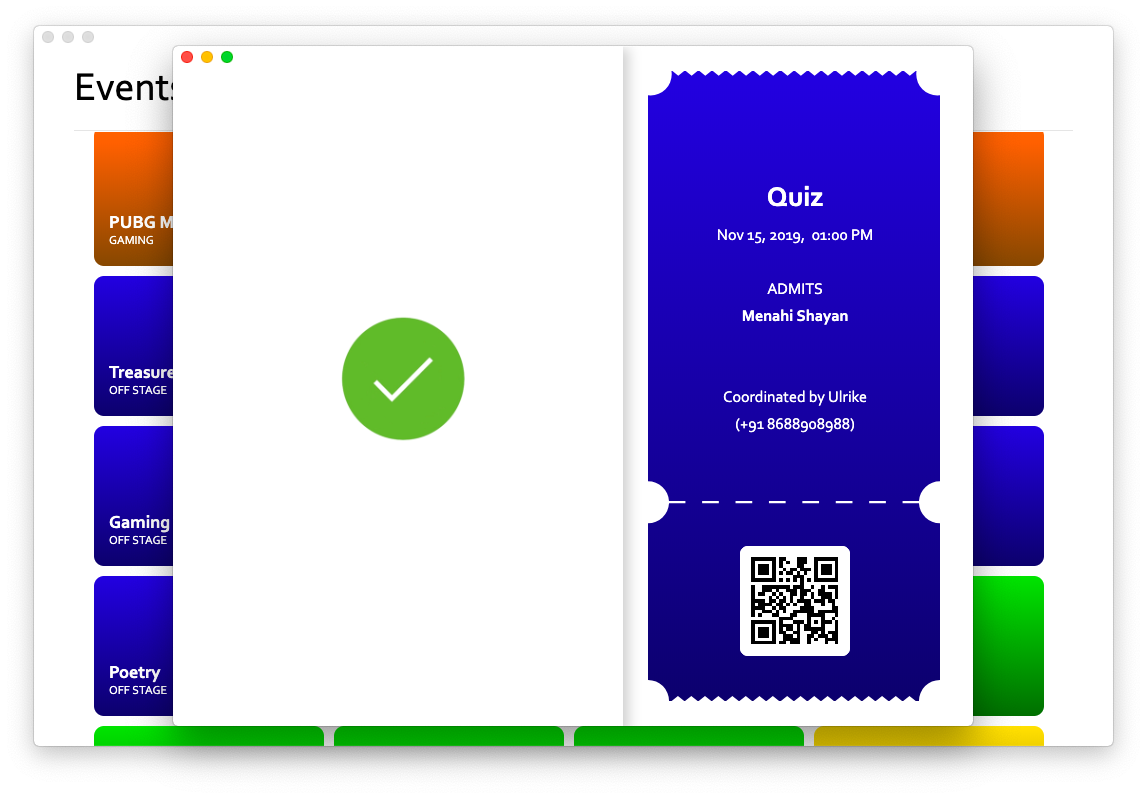 Events
PUBG M
GAMING
Treasure
OFF STAGE
Gaming
OFF STAGE
Poetry
OFF STAGE
Quiz
Nov 15, 2019,  01:00 PM
ADMITS
Menahi Shayan
Coordinated by Ulrike
(+91 8688908988)